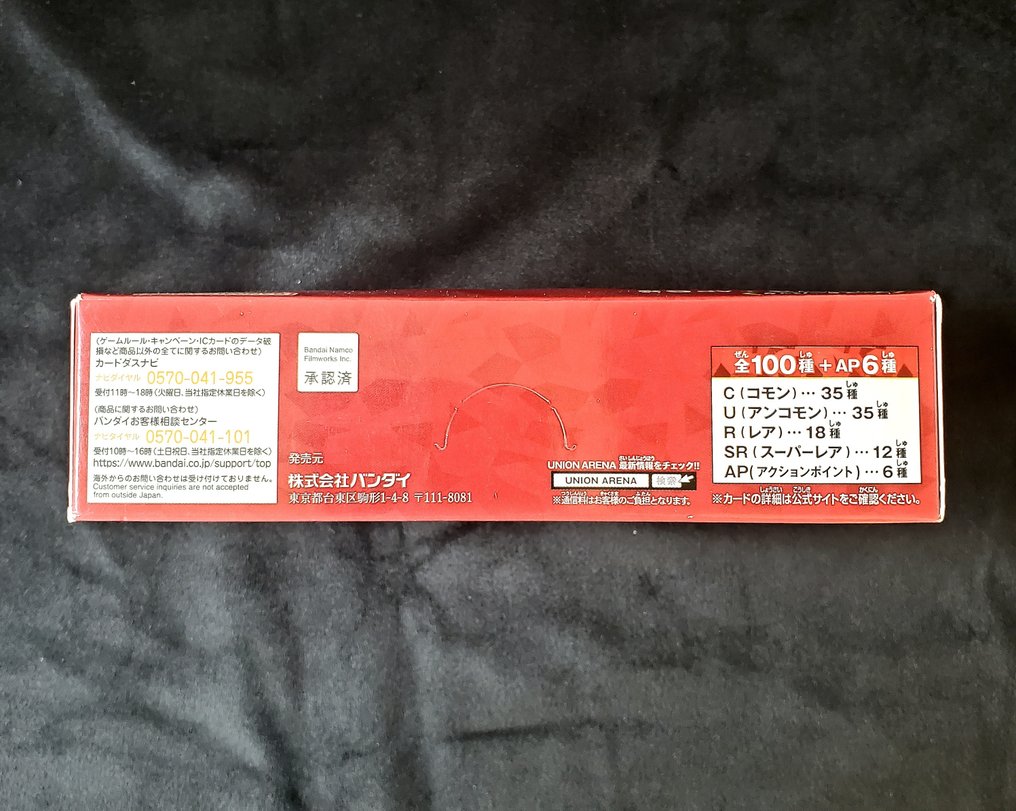 (ゲームルール・キャンペーン・ICカードのデータ破
損など商品以外の全てに関するお問い合わせ)
カードダスナビ
ナビダイヤル 0570-041-955
受付11時〜18時(火曜日、当社指定休業日を除く)
(商品に関するお問い合わせ)
バンダイお客様相談センター
ナビダイヤル 0570-041-101
受付10時〜16時(土日祝日、当社指定休業日を除く)
https://www.bandai.co.jp/support/top
海外からのお問い合わせは受け付けておりません。
Customer service inquiries are not accepted
from outside Japan.
Bandai Namco
Filmworks Inc.
承認済
発売元
株式会社バンダイ
東京都台東区駒形1-4-8 〒111-8081
UNION ARENA 最新情報をチェック!!
UNION ARENA 検索
※通信料はお客様のご負担となります。
全100種+AP6種
C(コモン)…35種
U(アンコモン)…35種
R(レア)…18種
SR(スーパーレア)…12種
AP(アクションポイント)…6種
※カードの詳細は公式サイトをご確認ください。